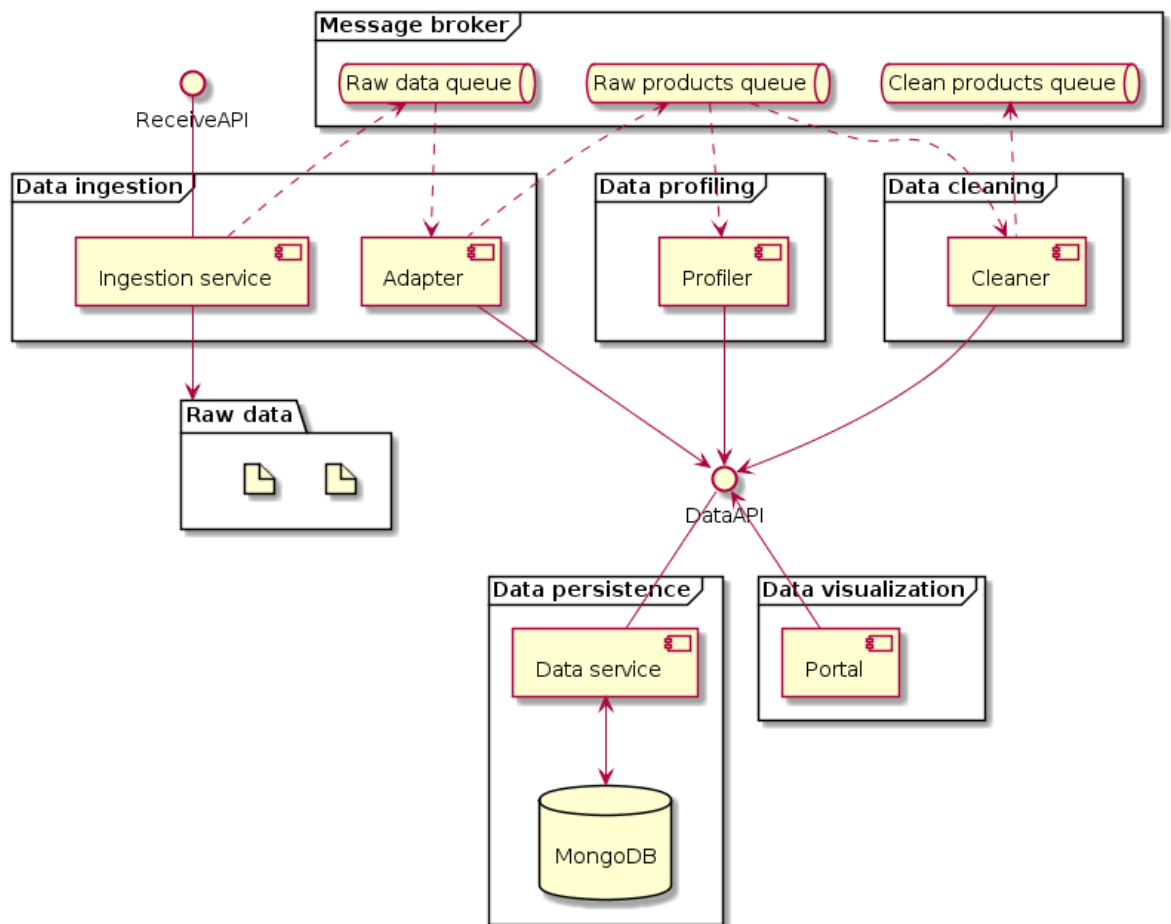 Message broker
Raw data queue
Raw products queue
Clean products queue
ReceiveAPI
Data ingestion
Data profiling
Data cleaning
Ingestion service
Adapter
Profiler
Cleaner
Raw data
DataAPI
Data persistence
Data visualization
Data service
Portal
MongoDB